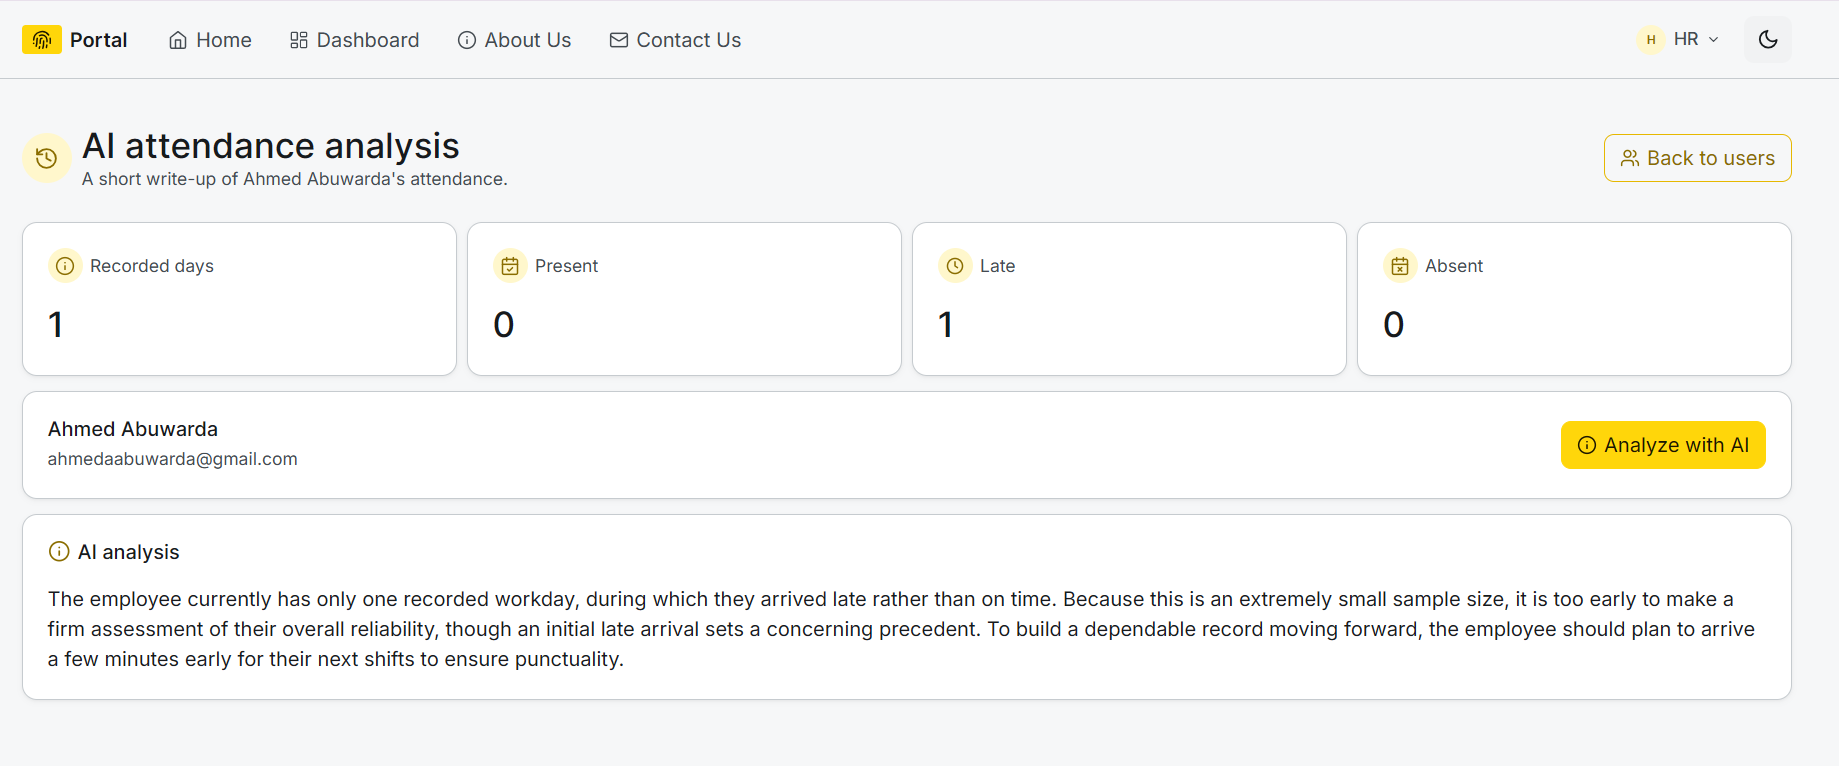 Portal Home Dashboard About Us Contact Us H HR
AI attendance analysis
A short write-up of Ahmed Abuwarda's attendance.
Back to users
Recorded days
1
Present
0
Late
1
Absent
0
Ahmed Abuwarda
ahmedaabuwarda@gmail.com
Analyze with AI
AI analysis
The employee currently has only one recorded workday, during which they arrived late rather than on time. Because this is an extremely small sample size, it is too early to make a
firm assessment of their overall reliability, though an initial late arrival sets a concerning precedent. To build a dependable record moving forward, the employee should plan to arrive
a few minutes early for their next shifts to ensure punctuality.